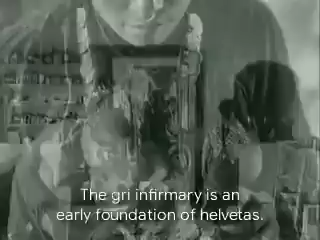 The gri infirmary is an
early foundation of helvetas.